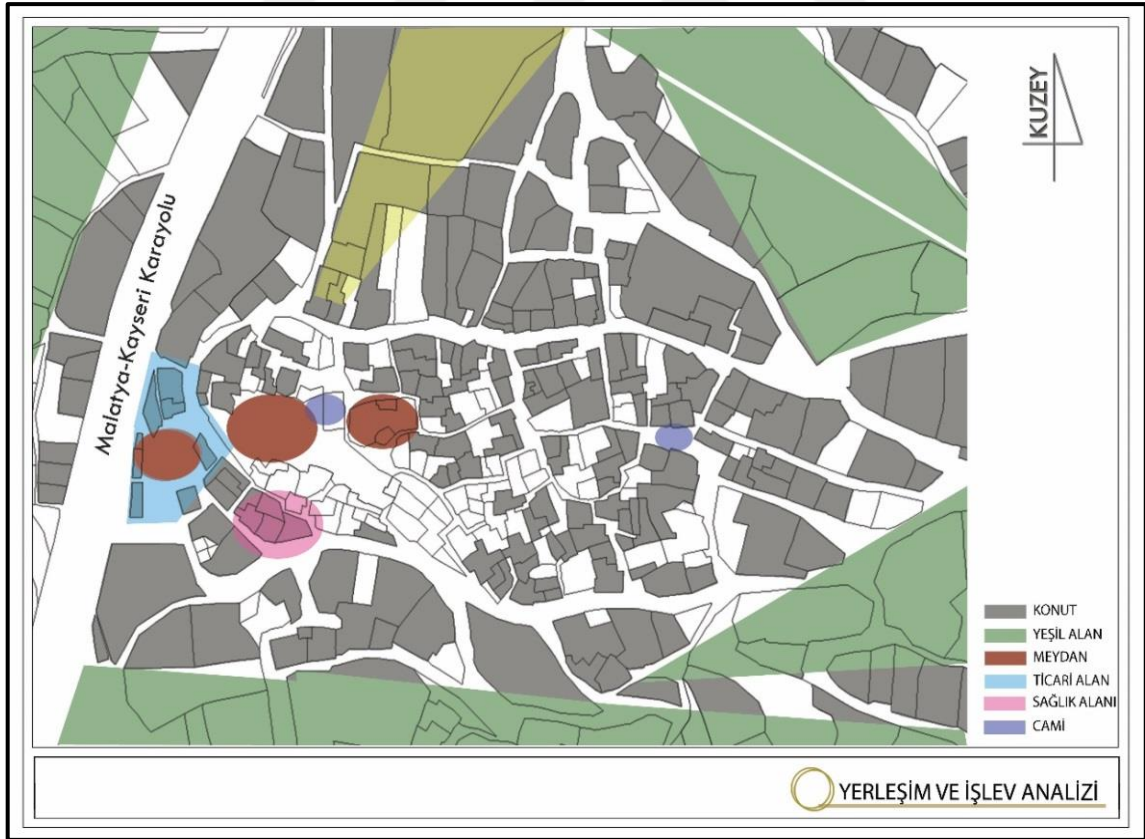 KUZEY
Malatya-Kayseri Karayolu
KONUT
YEŞİL ALAN
MEYDAN
TİCARİ ALAN
SAĞLIK ALANI
CAMİ
YERLEŞİM VE İŞLEV ANALİZİ